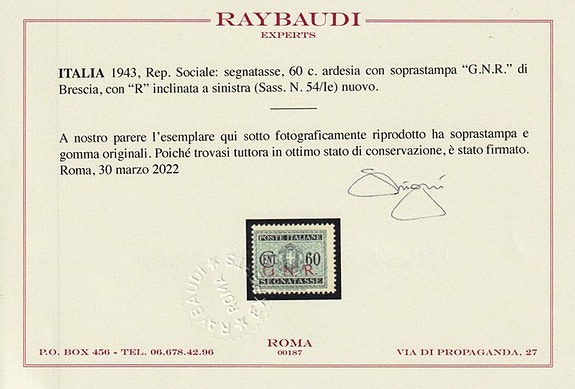 RAYBAUDI
EXPERTS
ITALIA 1943, Rep. Sociale: segnatasse, 60 c. ardesia con soprastampa “G.N.R.” di
Brescia, con “R” inclinata a sinistra (Sass. N. 54/Ie) nuovo.
A nostro parere l’esemplare qui sotto fotograficamente riprodotto ha soprastampa e
gomma originali. Poiché trovasi tuttora in ottimo stato di conservazione, è stato firmato.
Roma, 30 marzo 2022
POSTE ITALIANE
CENT. 60
G. N. R.
SEGNATASSE
RAYBAUDI
ROMA
ROMA
00187
P.O. BOX 456 - TEL. 06.678.42.96
VIA DI PROPAGANDA, 27